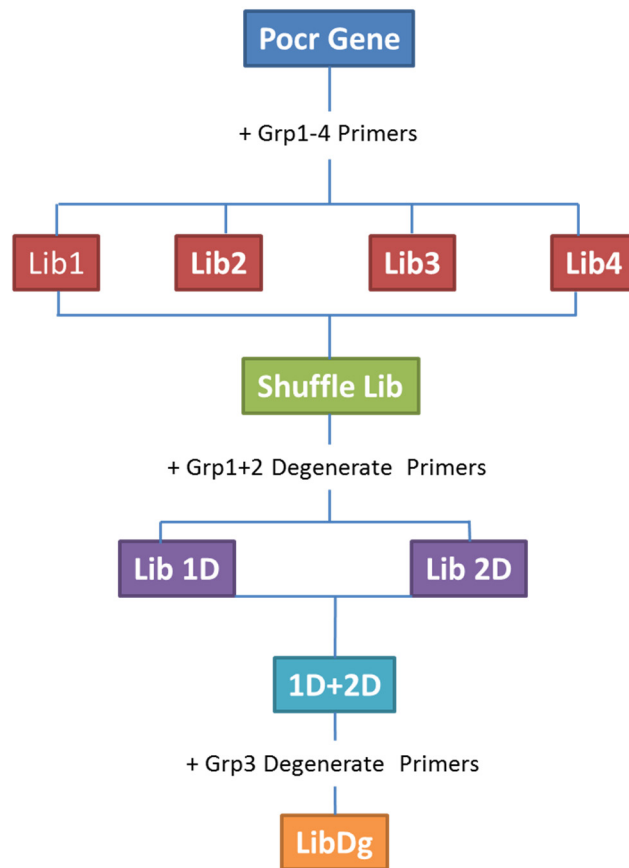 Pocr Gene
+ Grp1-4 Primers
Lib1 Lib2 Lib3 Lib4
Shuffle Lib
+ Grp1+2 Degenerate Primers
Lib 1D Lib 2D
1D+2D
+ Grp3 Degenerate Primers
LibDg